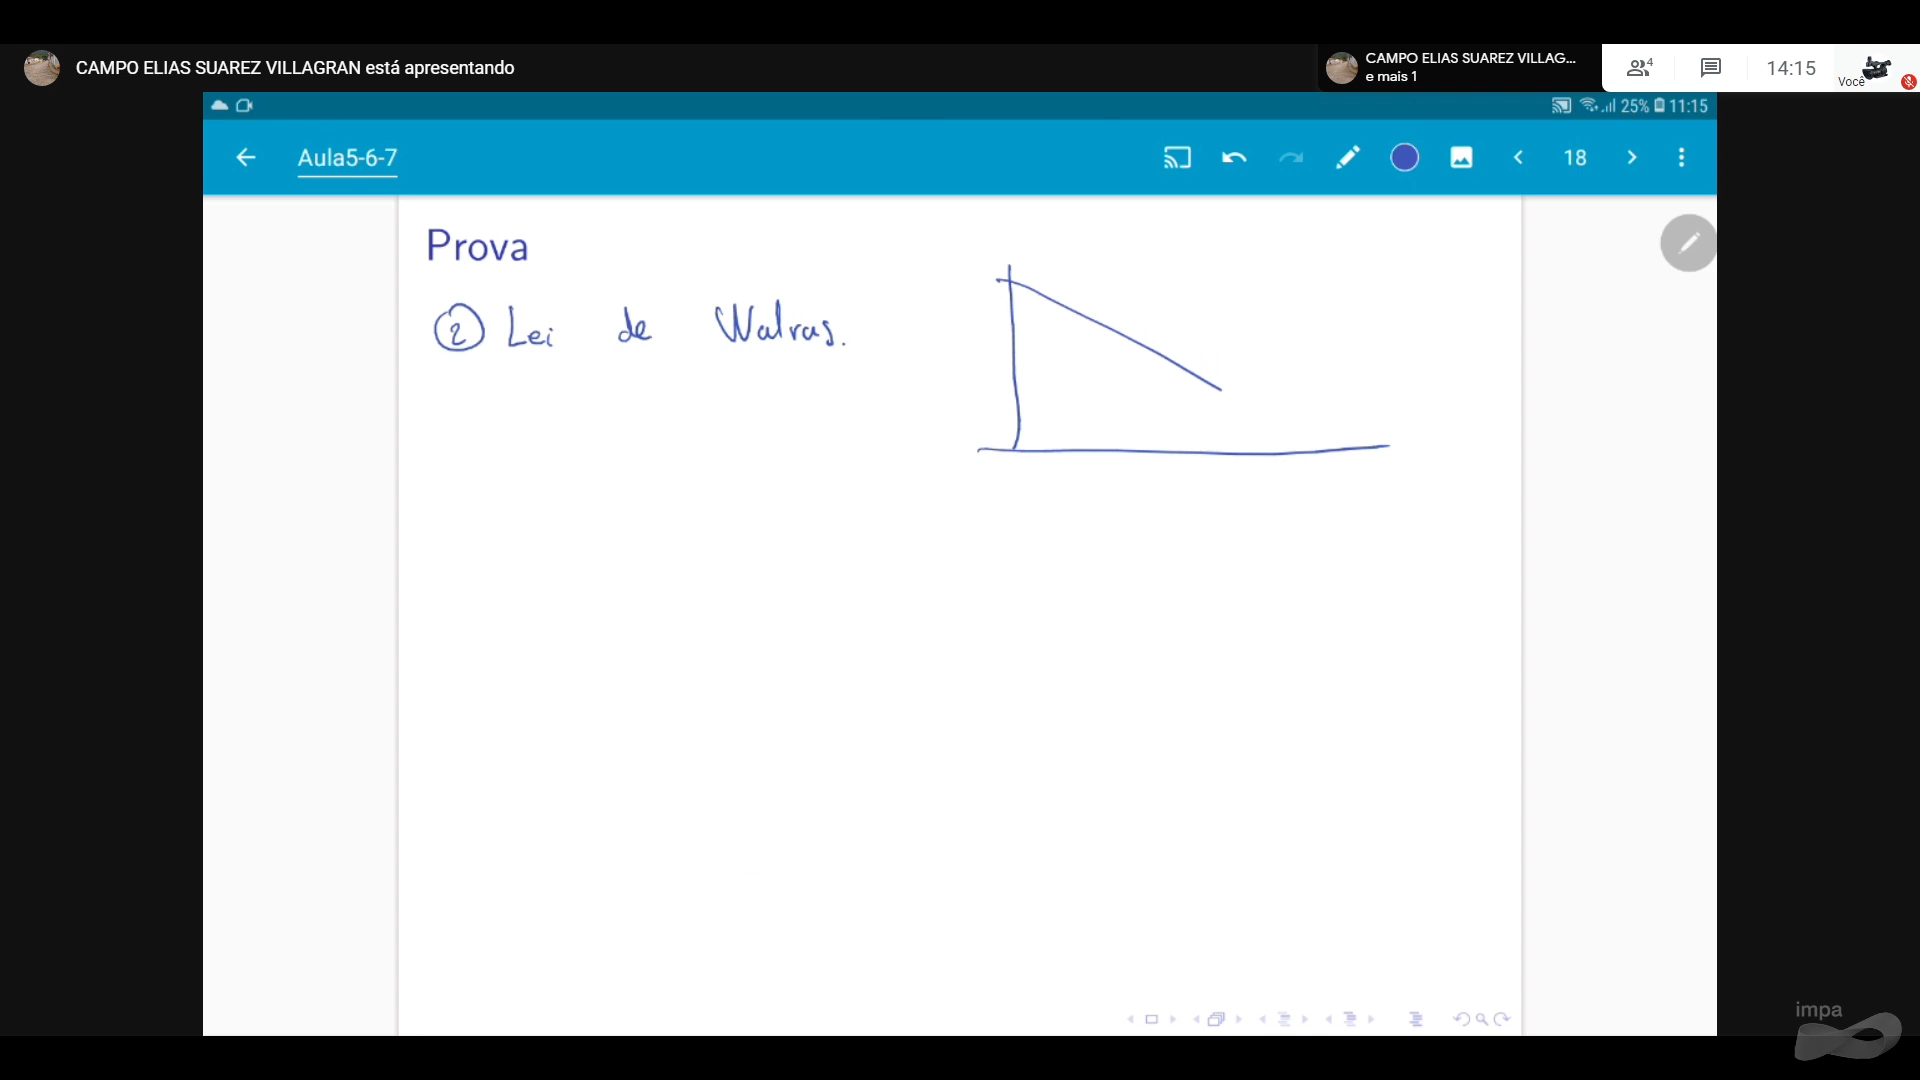 CAMPO ELIAS SUAREZ VILLAGRAN está apresentando
CAMPO ELIAS SUAREZ VILLAG...
e mais 1
4
14:15
Você
25% 11:15
Aula5-6-7
18
Prova
② Lei de Walras.
impa